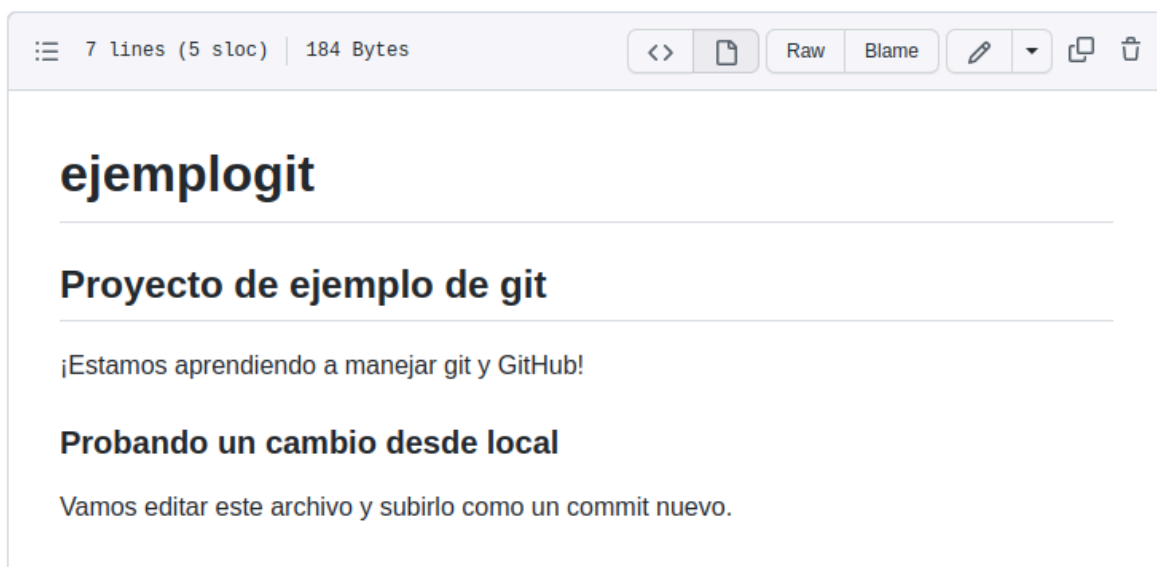 7 lines (5 sloc) 184 Bytes Raw Blame
ejemplogit
Proyecto de ejemplo de git
¡Estamos aprendiendo a manejar git y GitHub!
Probando un cambio desde local
Vamos editar este archivo y subirlo como un commit nuevo.